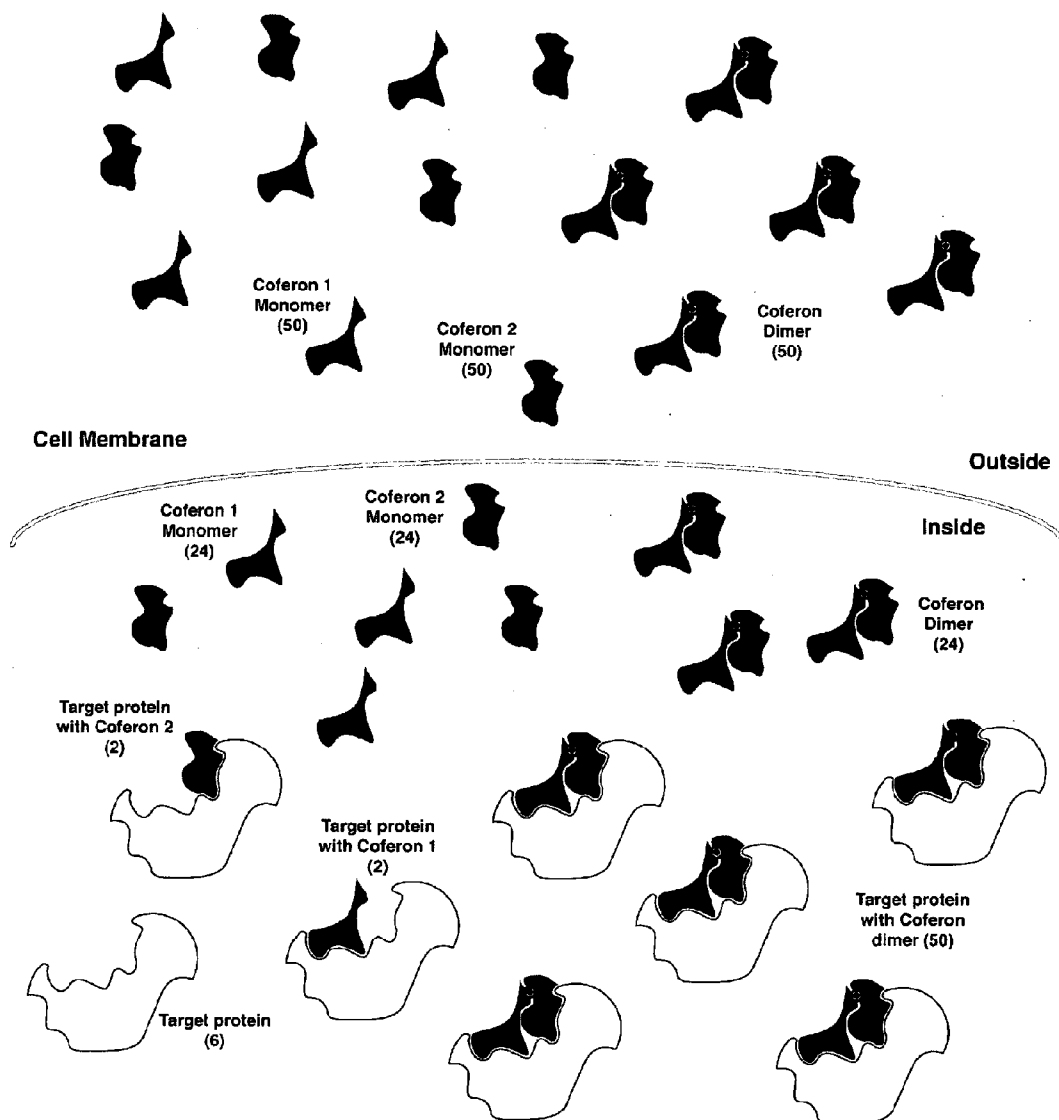 Coferon 1
Monomer
(50)
Coferon 2
Monomer
(50)
Coferon
Dimer
(50)
Cell Membrane
Outside
Coferon 1
Monomer
(24)
Coferon 2
Monomer
(24)
Inside
Coferon
Dimer
(24)
Target protein
with Coferon 2
(2)
Target protein
with Coferon 1
(2)
Target protein
with Coferon
dimer (50)
Target protein
(6)